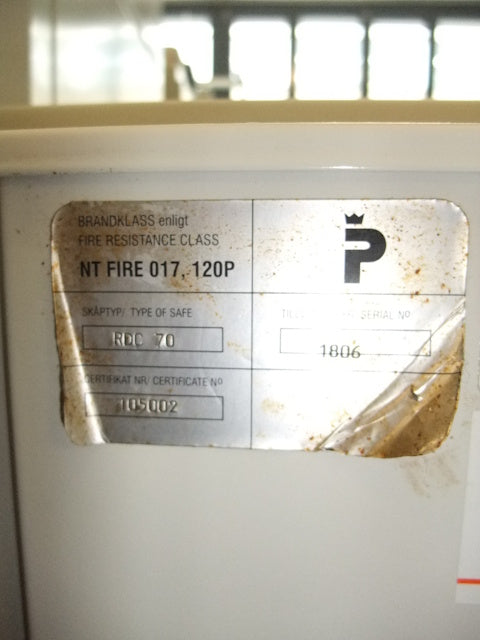 BRANDKLASS enligt
FIRE RESISTANCE CLASS
NT FIRE 017, 120P
P
SKÅPTYP/ TYPE OF SAFE
RDC 70
SERIAL Nº
1806
CERTIFIKAT NR/ CERTIFICATE Nº
105002